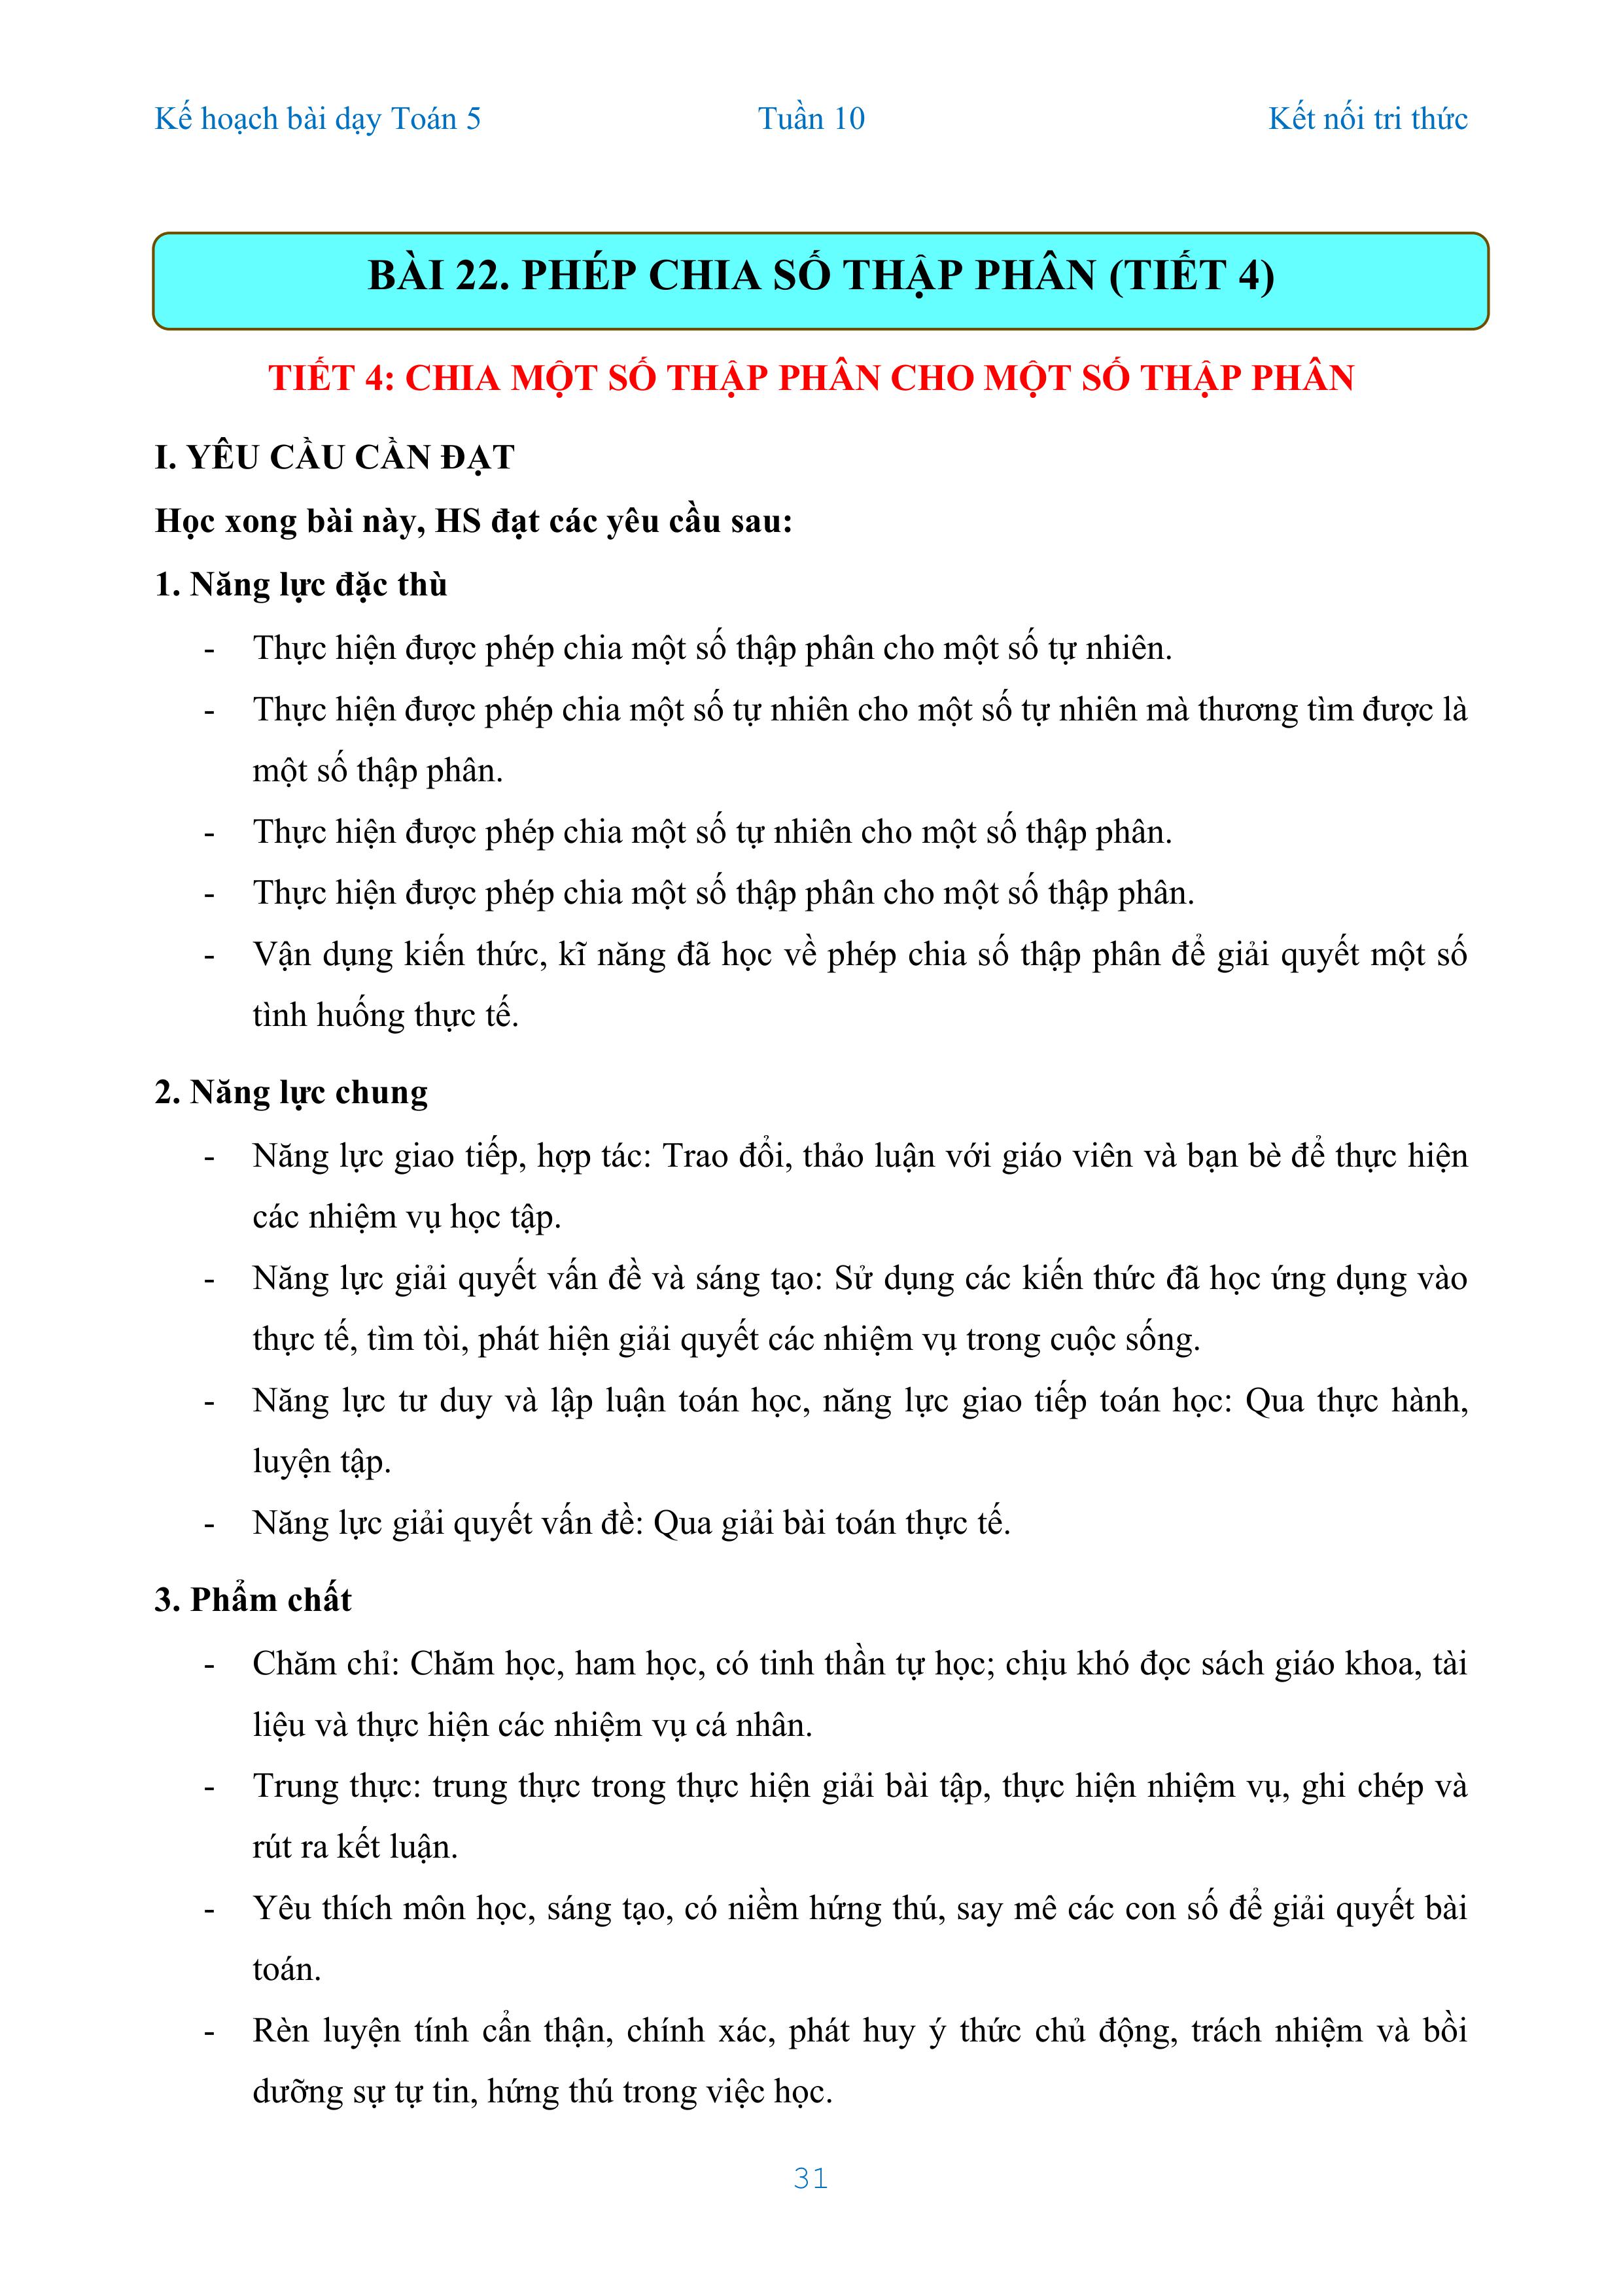 Kế hoạch bài dạy Toán 5 Tuần 10 Kết nối tri thức
BÀI 22. PHÉP CHIA SỐ THẬP PHÂN (TIẾT 4)
TIẾT 4: CHIA MỘT SỐ THẬP PHÂN CHO MỘT SỐ THẬP PHÂN
I. YÊU CẦU CẦN ĐẠT
Học xong bài này, HS đạt các yêu cầu sau:
1. Năng lực đặc thù
- Thực hiện được phép chia một số thập phân cho một số tự nhiên.
- Thực hiện được phép chia một số tự nhiên cho một số tự nhiên mà thương tìm được là
một số thập phân.
- Thực hiện được phép chia một số tự nhiên cho một số thập phân.
- Thực hiện được phép chia một số thập phân cho một số thập phân.
- Vận dụng kiến thức, kĩ năng đã học về phép chia số thập phân để giải quyết một số
tình huống thực tế.
2. Năng lực chung
- Năng lực giao tiếp, hợp tác: Trao đổi, thảo luận với giáo viên và bạn bè để thực hiện
các nhiệm vụ học tập.
- Năng lực giải quyết vấn đề và sáng tạo: Sử dụng các kiến thức đã học ứng dụng vào
thực tế, tìm tòi, phát hiện giải quyết các nhiệm vụ trong cuộc sống.
- Năng lực tư duy và lập luận toán học, năng lực giao tiếp toán học: Qua thực hành,
luyện tập.
- Năng lực giải quyết vấn đề: Qua giải bài toán thực tế.
3. Phẩm chất
- Chăm chỉ: Chăm học, ham học, có tinh thần tự học; chịu khó đọc sách giáo khoa, tài
liệu và thực hiện các nhiệm vụ cá nhân.
- Trung thực: trung thực trong thực hiện giải bài tập, thực hiện nhiệm vụ, ghi chép và
rút ra kết luận.
- Yêu thích môn học, sáng tạo, có niềm hứng thú, say mê các con số để giải quyết bài
toán.
- Rèn luyện tính cẩn thận, chính xác, phát huy ý thức chủ động, trách nhiệm và bồi
dưỡng sự tự tin, hứng thú trong việc học.
31